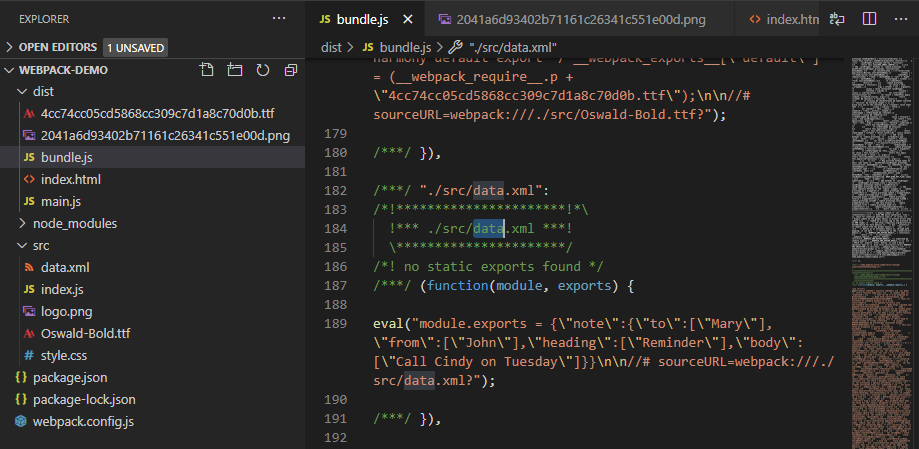 EXPLORER
OPEN EDITORS 1 UNSAVED
WEBPACK-DEMO
dist
4cc74cc05cd5868cc309c7d1a8c70d0b.ttf
2041a6d93402b71161c26341c551e00d.png
JS bundle.js
<> index.html
JS main.js
node_modules
src
data.xml
JS index.js
logo.png
Oswald-Bold.ttf
# style.css
{} package.json
{} package-lock.json
webpack.config.js
JS bundle.js
2041a6d93402b71161c26341c551e00d.png
<> index.htm
dist > JS bundle.js > "./src/data.xml"
harmony default export */ __webpack_exports__[\"default\"]
= (__webpack_require__.p +
\"4cc74cc05cd5868cc309c7d1a8c70d0b.ttf\");\n\n//#
sourceURL=webpack:///./src/Oswald-Bold.ttf?");
179
180 /***/ }),
181
182 /***/ "./src/data.xml":
183 /*!**********************!*\
184   !*** ./src/data.xml ***!
185   \**********************/
186 /*! no static exports found */
187 /***/ (function(module, exports) {
188
189 eval("module.exports = {\"note\":{\"to\":[\"Mary\"],
\"from\":[\"John\"],\"heading\":[\"Reminder\"],\"body\":
[\"Call Cindy on Tuesday\"]}}\n\n//# sourceURL=webpack:///./
src/data.xml?");
190
191 /***/ }),
192